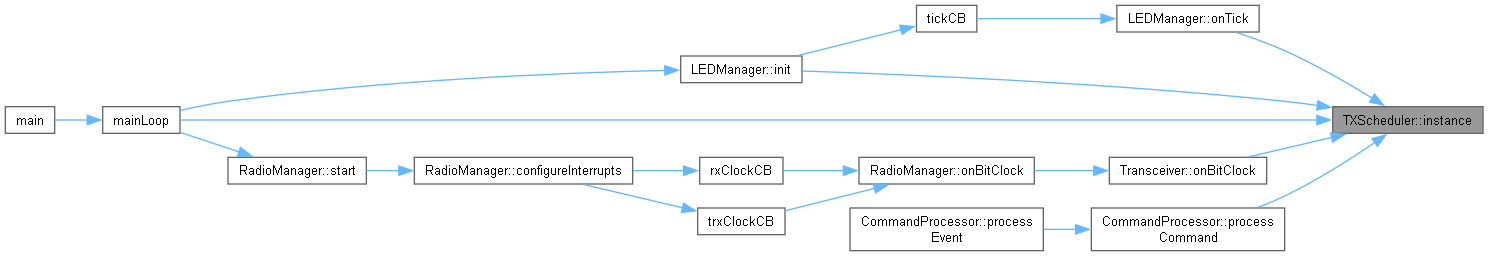 tickCB
LEDManager::onTick
LEDManager::init
main
mainLoop
TXScheduler::instance
RadioManager::start
RadioManager::configureInterrupts
rxClockCB
RadioManager::onBitClock
Transceiver::onBitClock
trxClockCB
CommandProcessor::process
Event
CommandProcessor::process
Command